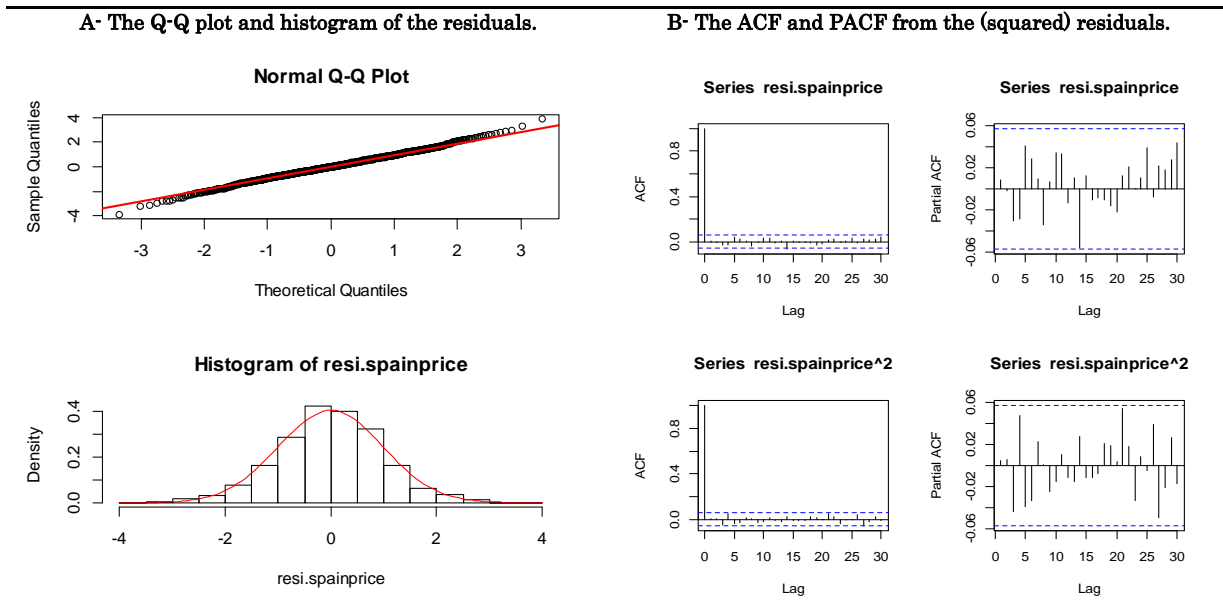 A- The Q-Q plot and histogram of the residuals.
Normal Q-Q Plot
Sample Quantiles
4
2
0
-4
-3 -2 -1 0 1 2 3
Theoretical Quantiles
Histogram of resi.spainprice
Density
0.4
0.2
0.0
-4 -2 0 2 4
resi.spainprice
B- The ACF and PACF from the (squared) residuals.
Series resi.spainprice
ACF
0.8
0.4
0.0
0 5 10 15 20 25 30
Lag
Series resi.spainprice
Partial ACF
0.06
0.02
-0.02
-0.06
0 5 10 15 20 25 30
Lag
Series resi.spainprice^2
ACF
0.8
0.4
0.0
0 5 10 15 20 25 30
Lag
Series resi.spainprice^2
Partial ACF
0.06
0.02
-0.02
-0.06
0 5 10 15 20 25 30
Lag